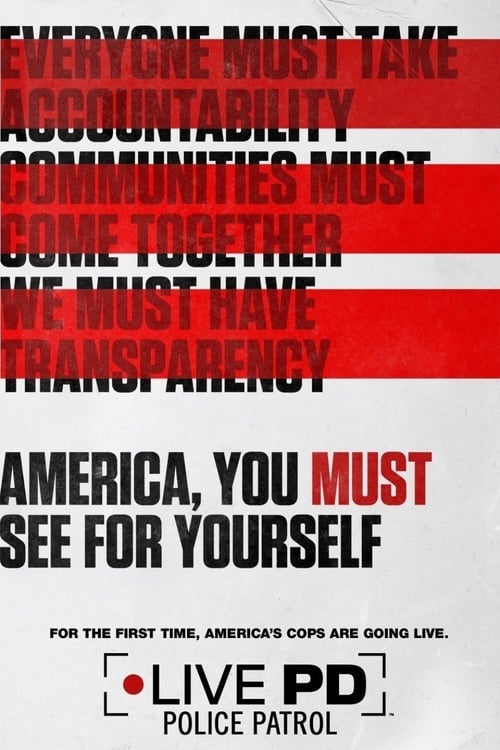 EVERYONE MUST TAKE
ACCOUNTABILITY
COMMUNITIES MUST
COME TOGETHER
WE MUST HAVE
TRANSPARENCY
AMERICA, YOU MUST
SEE FOR YOURSELF
FOR THE FIRST TIME, AMERICA'S COPS ARE GOING LIVE.
LIVE PD™
POLICE PATROL